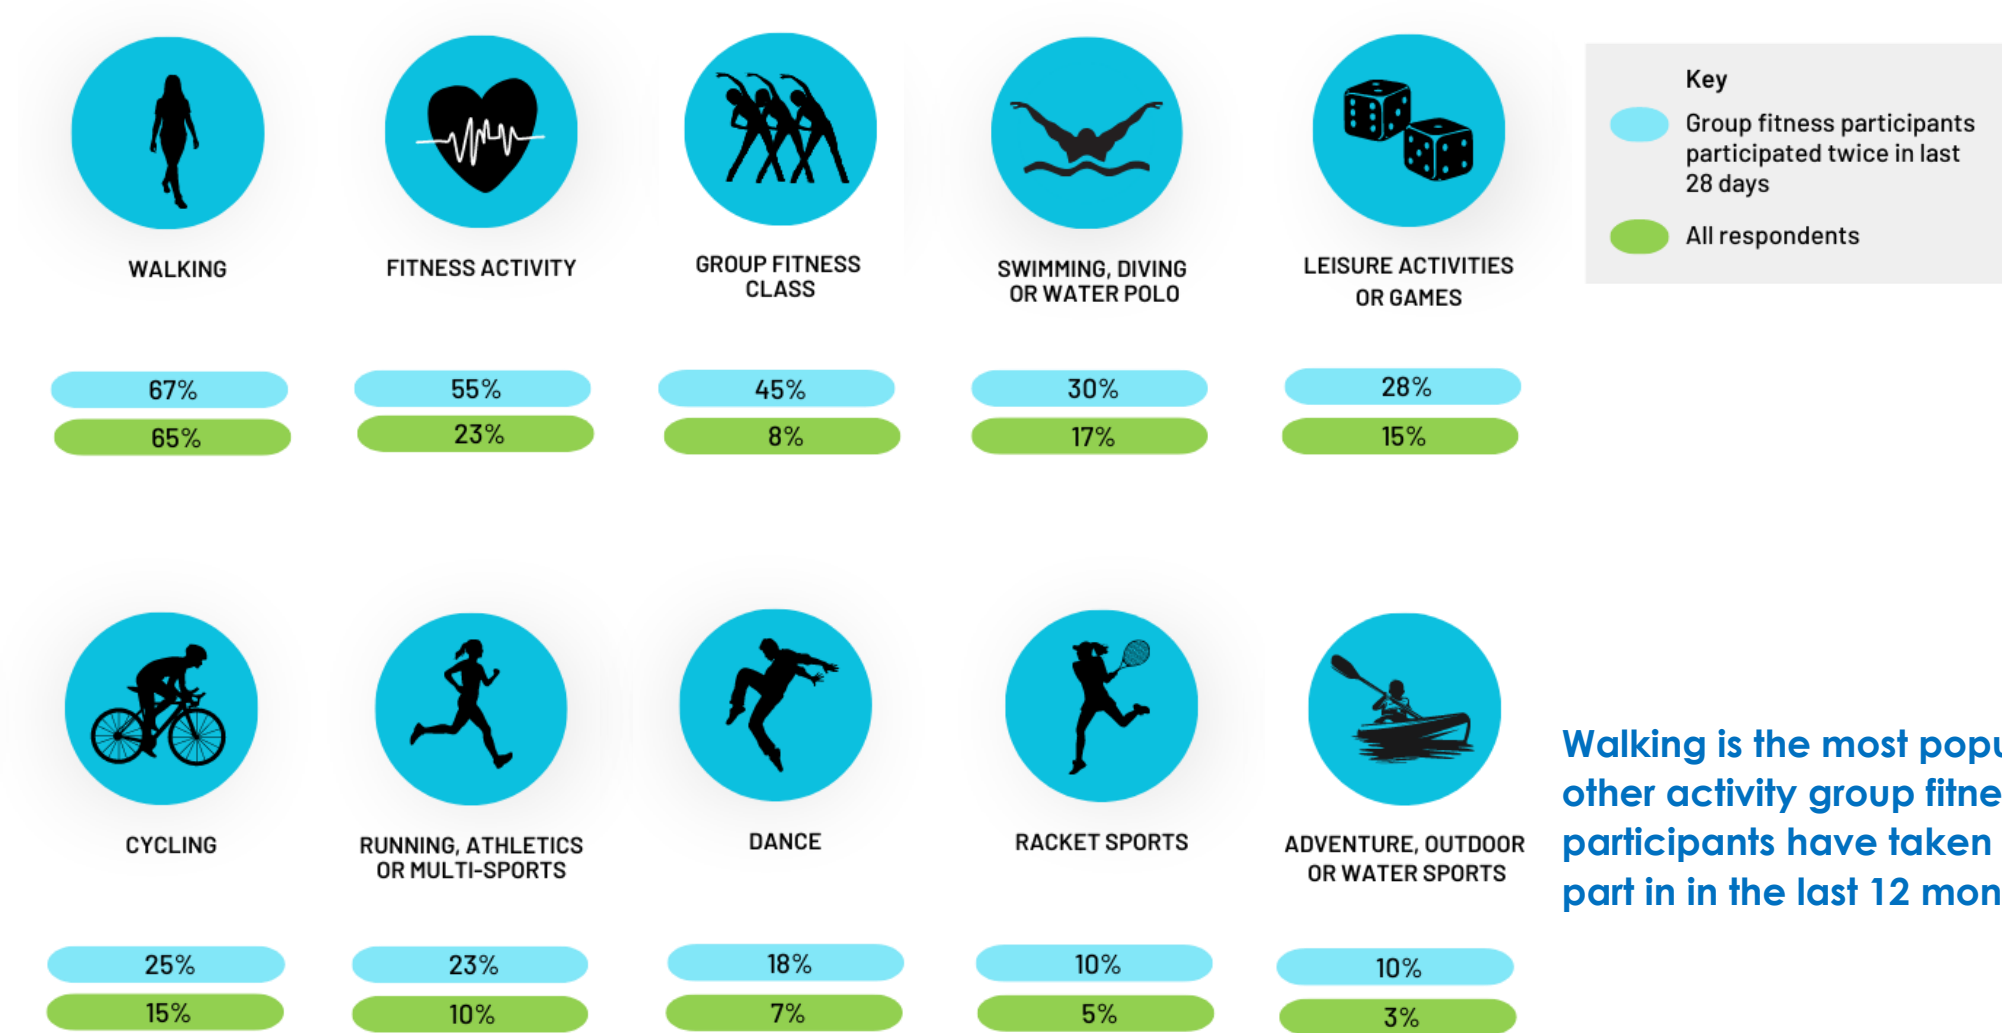 WALKING
FITNESS ACTIVITY
GROUP FITNESS
CLASS
SWIMMING, DIVING
OR WATER POLO
LEISURE ACTIVITIES
OR GAMES
67%
65%
55%
23%
45%
8%
30%
17%
28%
15%
Key
Group fitness participants
participated twice in last
28 days
All respondents
CYCLING
RUNNING, ATHLETICS
OR MULTI-SPORTS
DANCE
RACKET SPORTS
ADVENTURE, OUTDOOR
OR WATER SPORTS
25%
15%
23%
10%
18%
7%
10%
5%
10%
3%
Walking is the most
other activity group
participants have taken
part in in the last 12